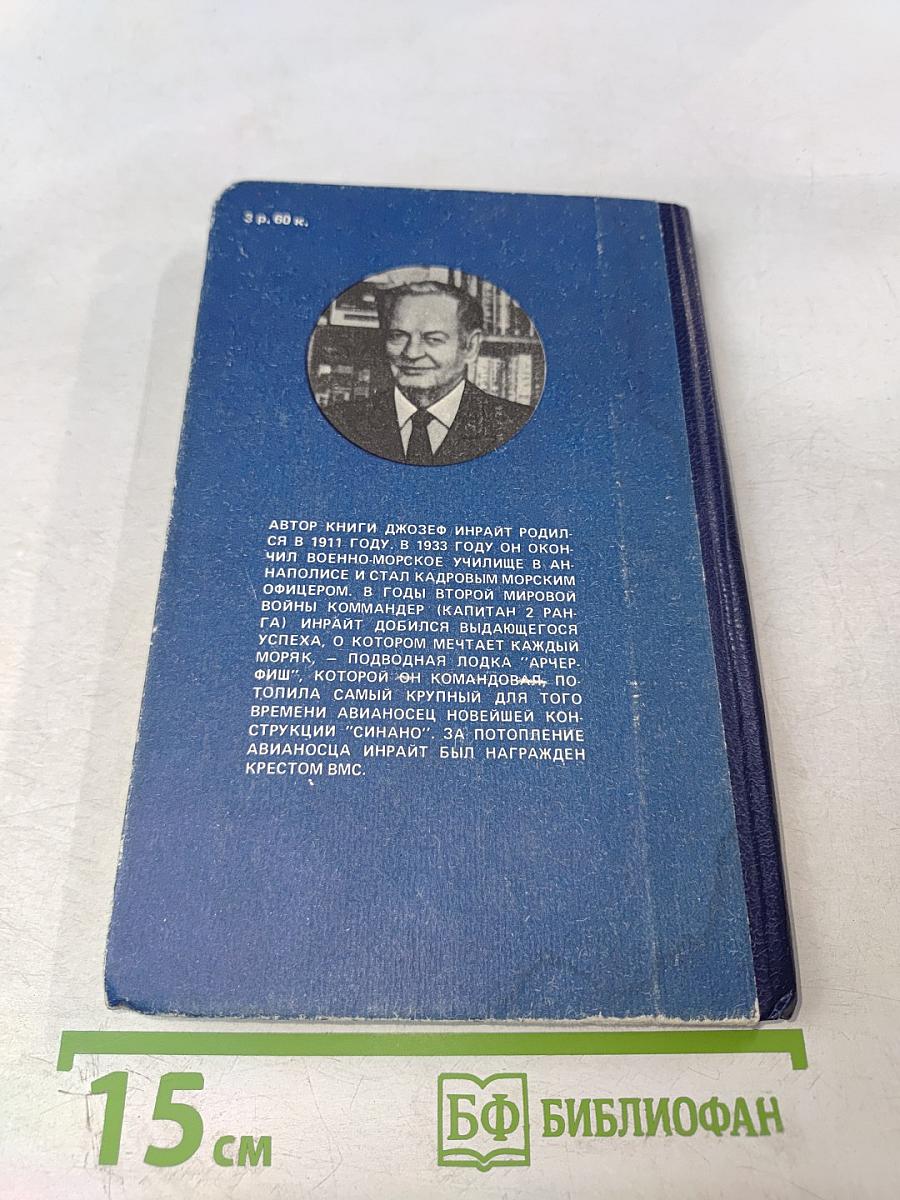 3 р. 60 к.
АВТОР КНИГИ ДЖОЗЕФ ИНРАЙТ РОДИЛ-
СЯ В 1911 ГОДУ. В 1933 ГОДУ ОН ОКОН-
ЧИЛ ВОЕННО-МОРСКОЕ УЧИЛИЩЕ В АН-
НАПОЛИСЕ И СТАЛ КАДРОВЫМ МОРСКИМ
ОФИЦЕРОМ. В ГОДЫ ВТОРОЙ МИРОВОЙ
ВОЙНЫ КОММАНДЕР (КАПИТАН 2 РАН-
ГА) ИНРАЙТ ДОБИЛСЯ ВЫДАЮЩЕГОСЯ
УСПЕХА, О КОТОРОМ МЕЧТАЕТ КАЖДЫЙ
МОРЯК, — ПОДВОДНАЯ ЛОДКА "АРЧЕР-
ФИШ", КОТОРОЙ ОН КОМАНДОВАЛ, ПО-
ТОПИЛА САМЫЙ КРУПНЫЙ ДЛЯ ТОГО
ВРЕМЕНИ АВИАНОСЕЦ НОВЕЙШЕЙ КОН-
СТРУКЦИИ "СИНАНО". ЗА ПОТОПЛЕНИЕ
АВИАНОСЦА ИНРАЙТ БЫЛ НАГРАЖДЕН
КРЕСТОМ ВМС.
15 см
БФ БИБЛИОФАН